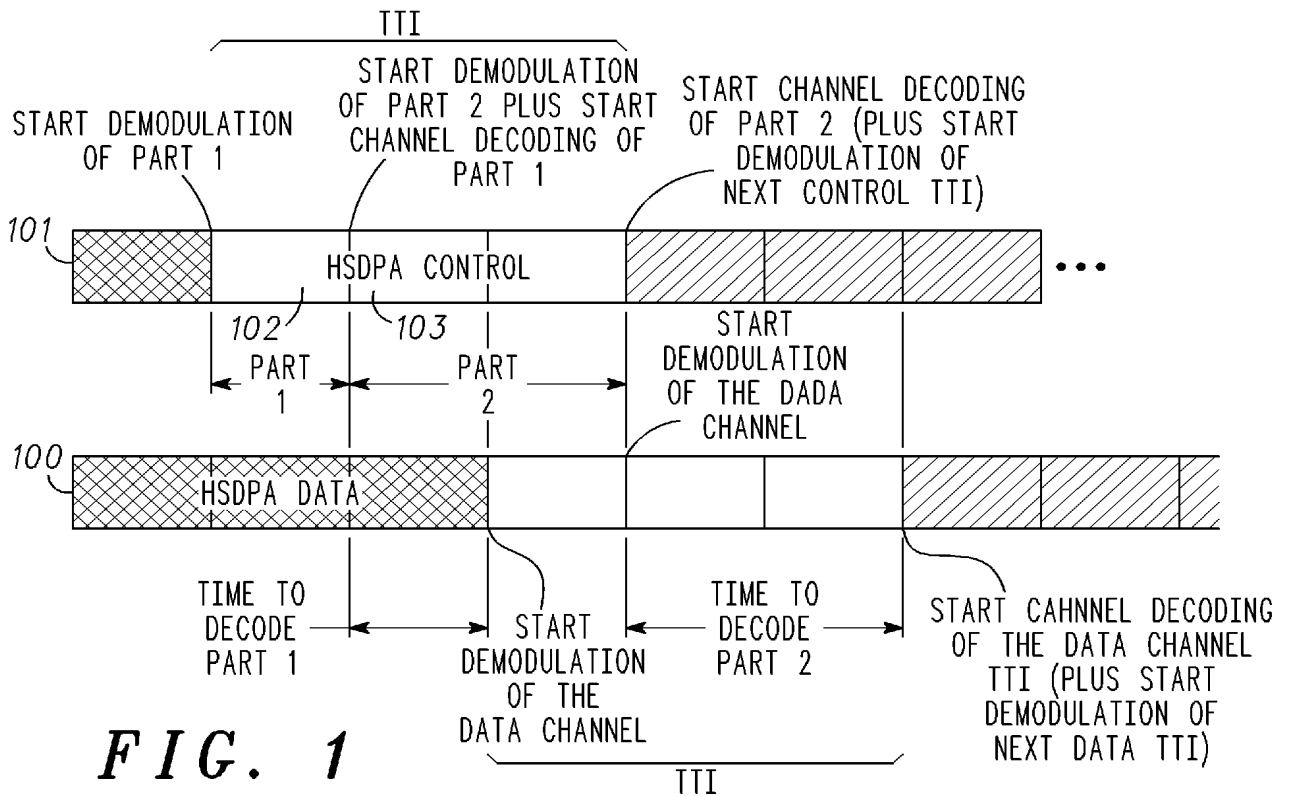 TTI
START DEMODULATION
OF PART 1
START DEMODULATION
OF PART 2 PLUS START
CHANNEL DECODING OF
PART 1
START CHANNEL DECODING
OF PART 2 (PLUS START
DEMODULATION OF
NEXT CONTROL TTI)
101
HSDPA CONTROL
102
103
PART
1
PART
2
START
DEMODULATION
OF THE DADA
CHANNEL
100
HSDPA DATA
TIME TO
DECODE
PART 1
START
DEMODULATION
OF THE
DATA CHANNEL
TIME TO
DECODE
PART 2
START CAHNNEL DECODING
OF THE DATA CHANNEL
TTI (PLUS START
DEMODULATION OF
NEXT DATA TTI)
TTI
FIG. 1